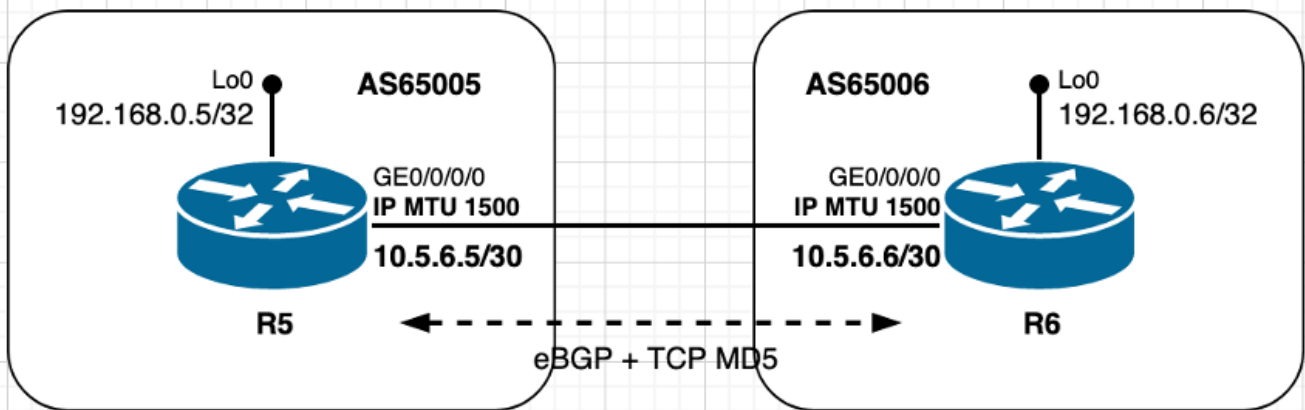 Lo0
192.168.0.5/32
AS65005
GE0/0/0/0
IP MTU 1500
10.5.6.5/30
R5
AS65006
Lo0
192.168.0.6/32
GE0/0/0/0
IP MTU 1500
10.5.6.6/30
R6
eBGP + TCP MD5